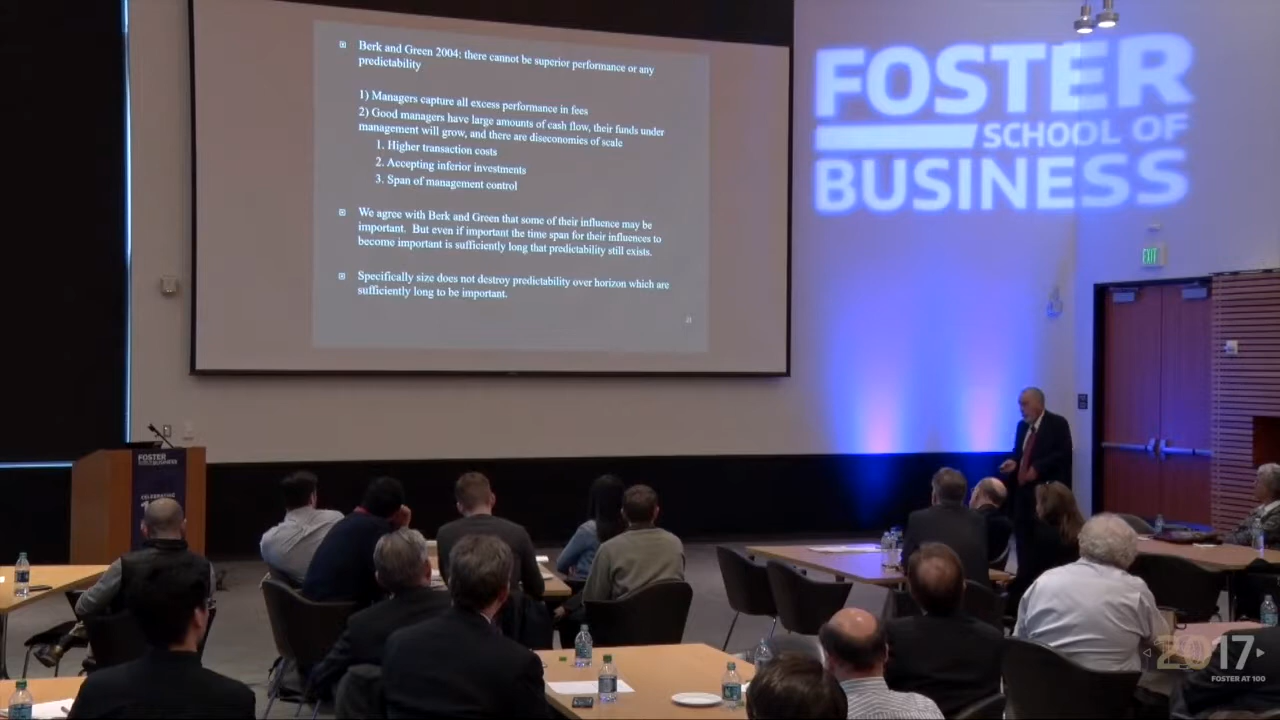 Berk and Green 2004: there cannot be superior performance or any
predictability
1) Managers capture all excess performance in fees
2) Good managers have large amounts of cash flow, their funds under
management will grow, and there are diseconomies of scale
1. Higher transaction costs
2. Accepting inferior investments
3. Span of management control
We agree with Berk and Green that some of their influence may be
important. But even if important the time span for their influences to
become important is sufficiently long that predictability still exists.
Specifically size does not destroy predictability over horizon which are
sufficiently long to be important.
FOSTER
SCHOOL OF
BUSINESS
EXIT
FOSTER
BUSINESS
CELEBRATING
2017
FOSTER AT 100